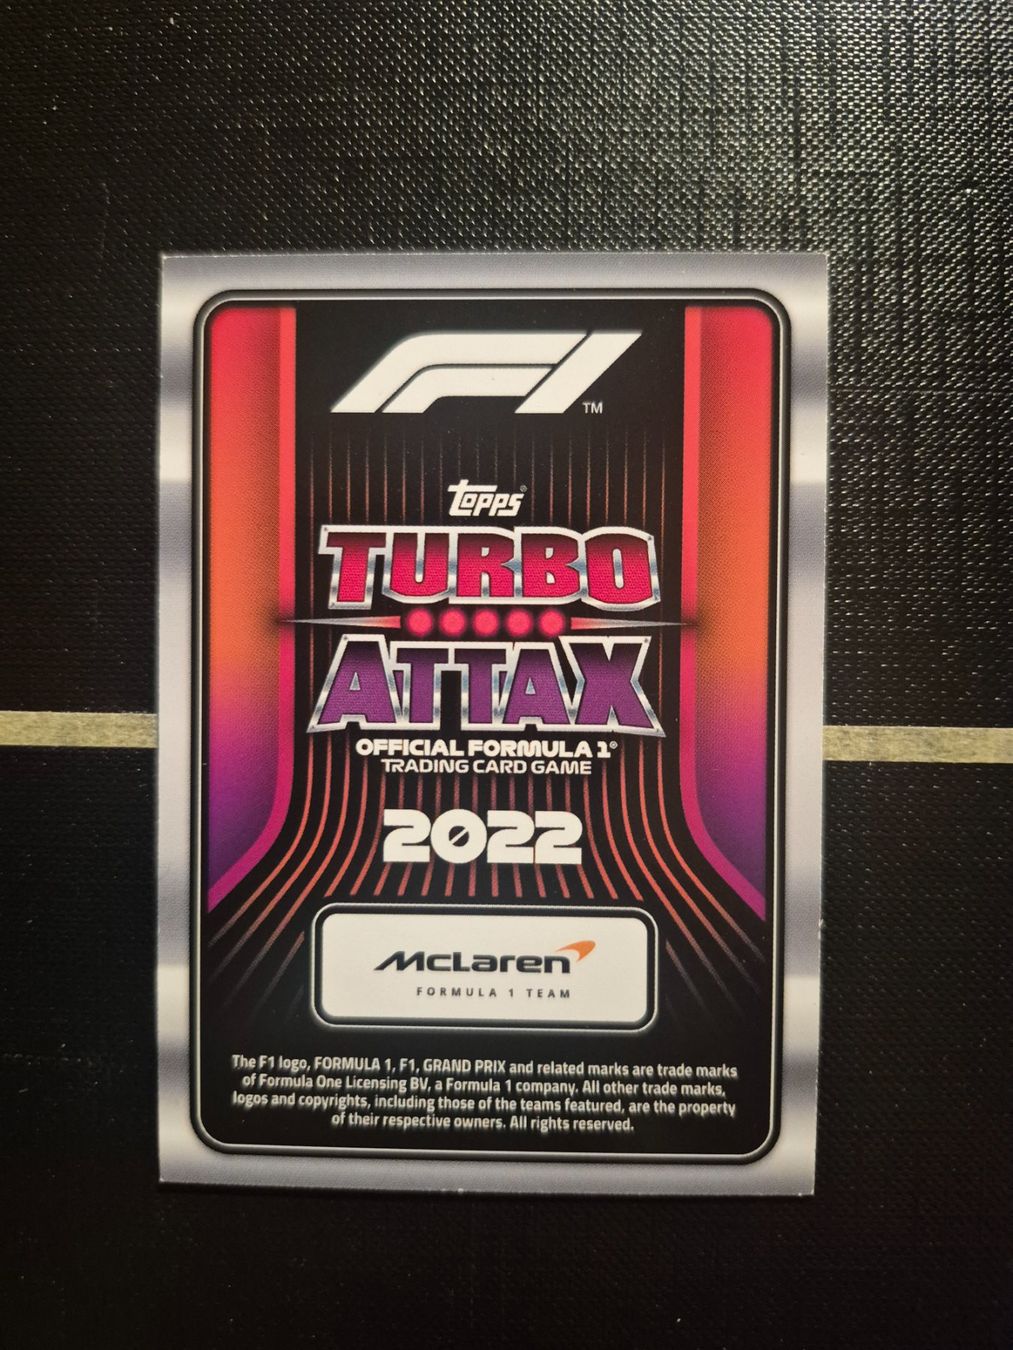 F1™
Topps®
TURBO
ATTAX
OFFICIAL FORMULA 1®
TRADING CARD GAME
2022
McLaren
FORMULA 1 TEAM
The F1 logo, FORMULA 1, F1, GRAND PRIX and related marks are trade marks
of Formula One Licensing BV, a Formula 1 company. All other trade marks,
logos and copyrights, including those of the teams featured, are the property
of their respective owners. All rights reserved.